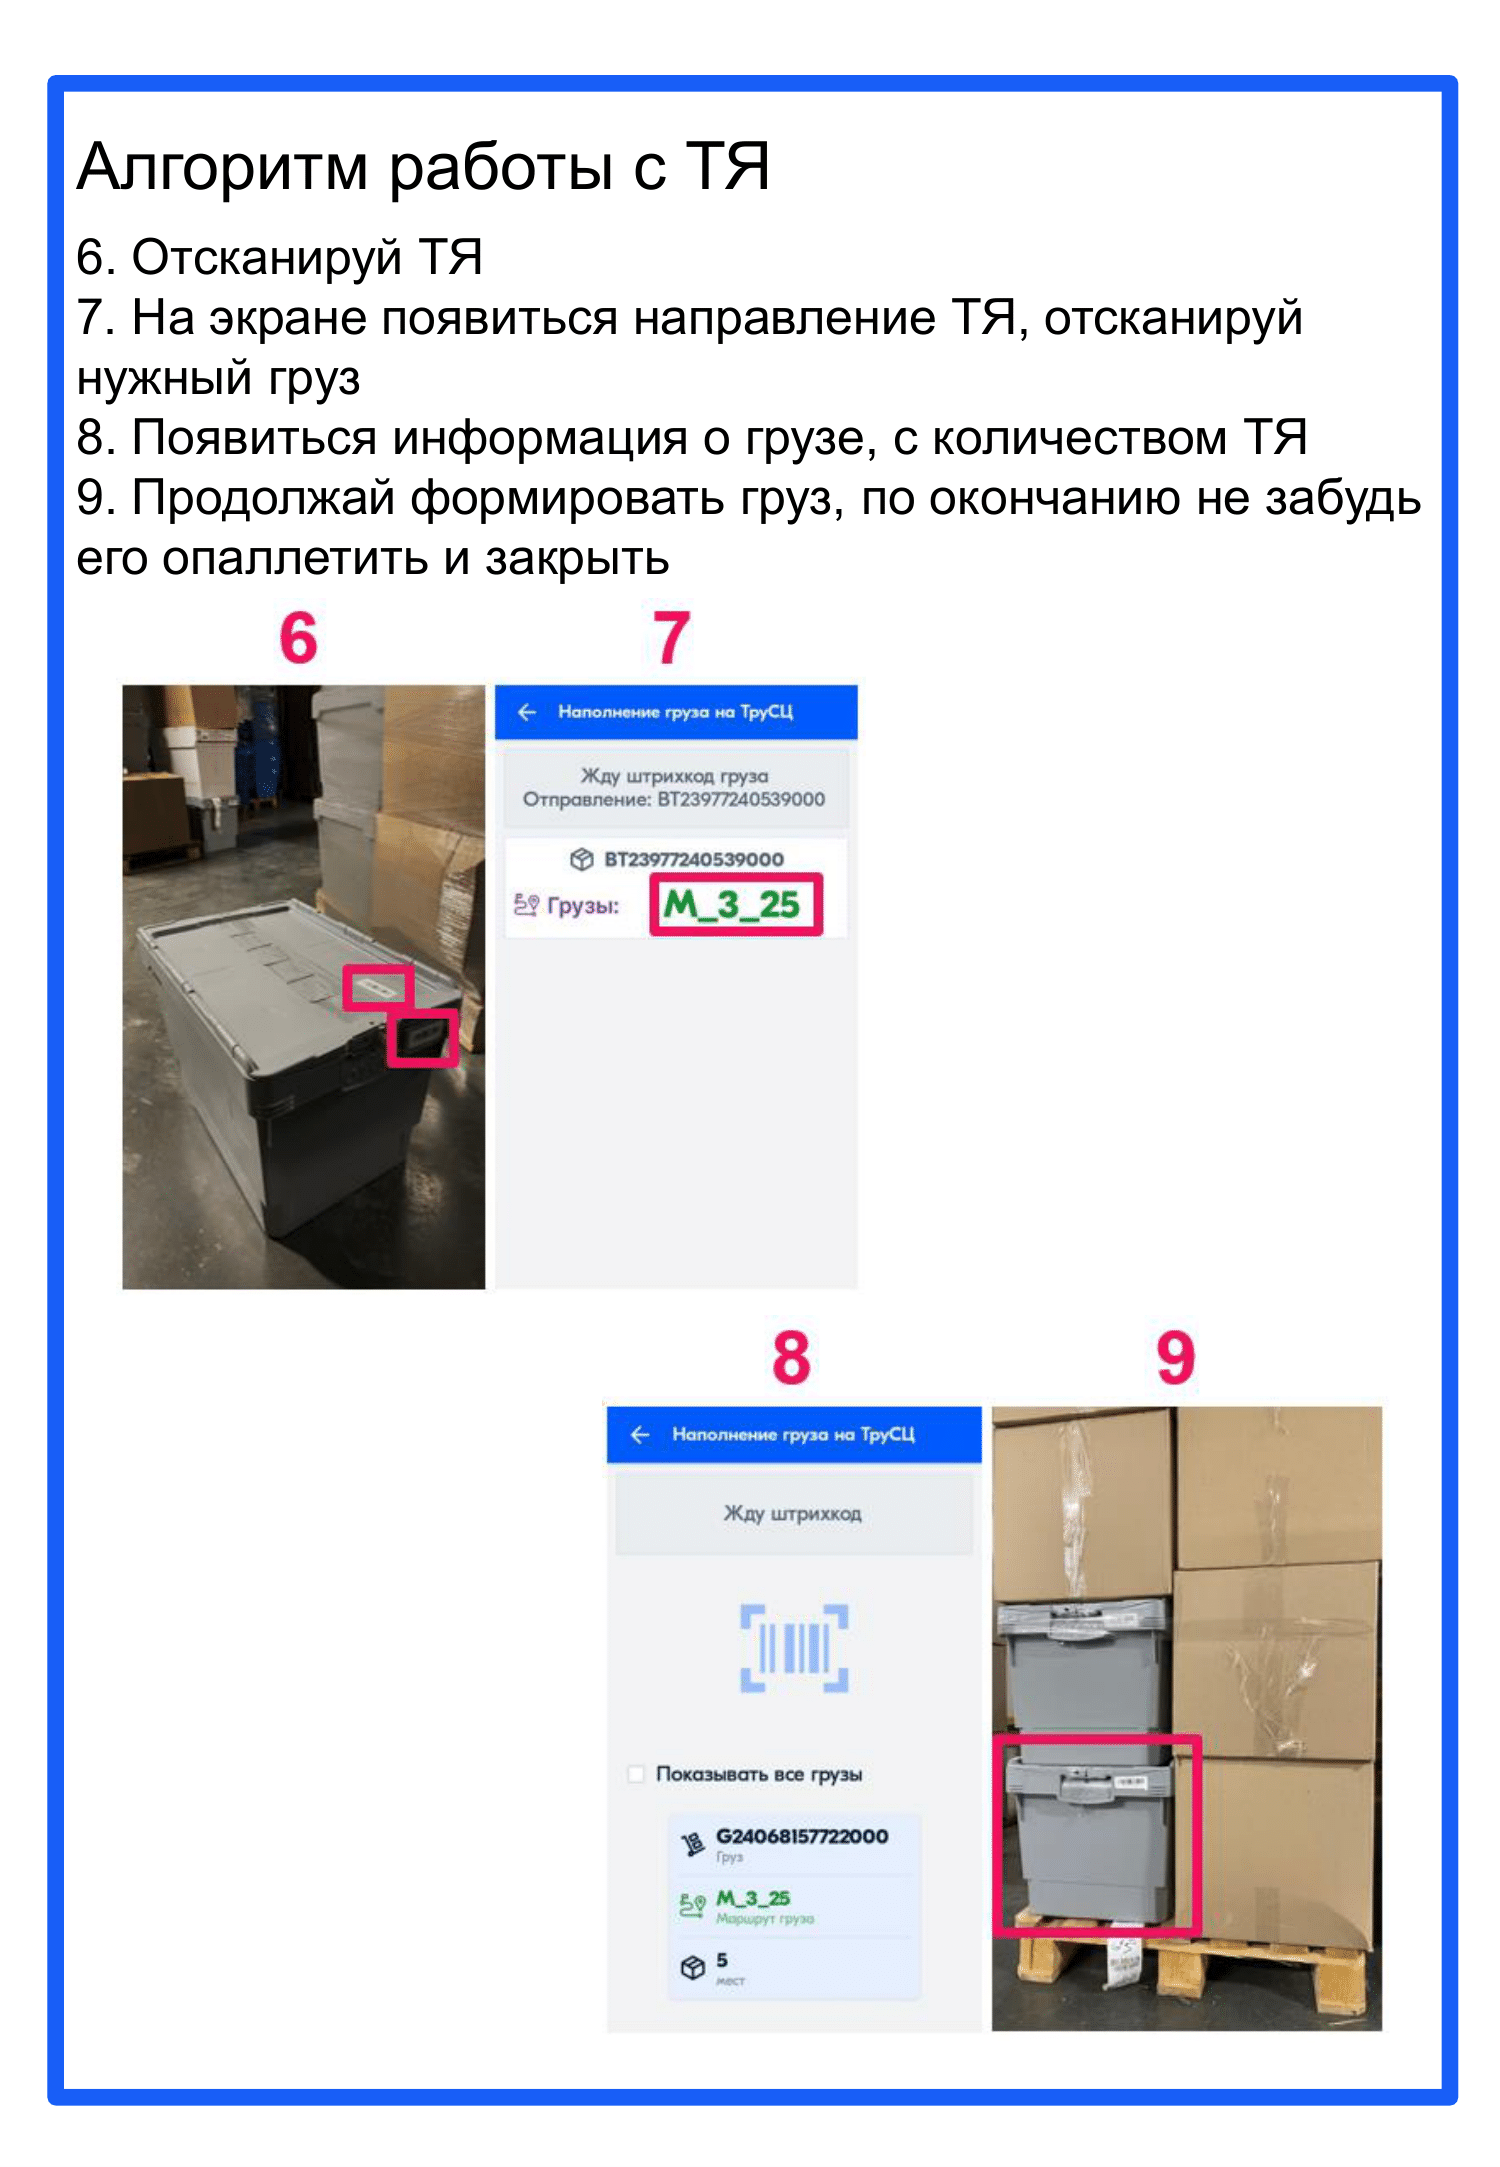 Алгоритм работы с ТЯ
6. Отсканируй ТЯ
7. На экране появиться направление ТЯ, отсканируй
нужный груз
8. Появиться информация о грузе, с количеством ТЯ
9. Продолжай формировать груз, по окончанию не забудь
его опаллетить и закрыть
6
7
Наполнение груза на ТруСЦ
Жду штрихкод груза
Отправление: BT23977240539000
BT23977240539000
Грузы: M_3_25
8
9
Наполнение груза на ТруСЦ
Жду штрихкод
Показывать все грузы
G24068157722000
Груз
M_3_25
Маршрут груза
5
мест